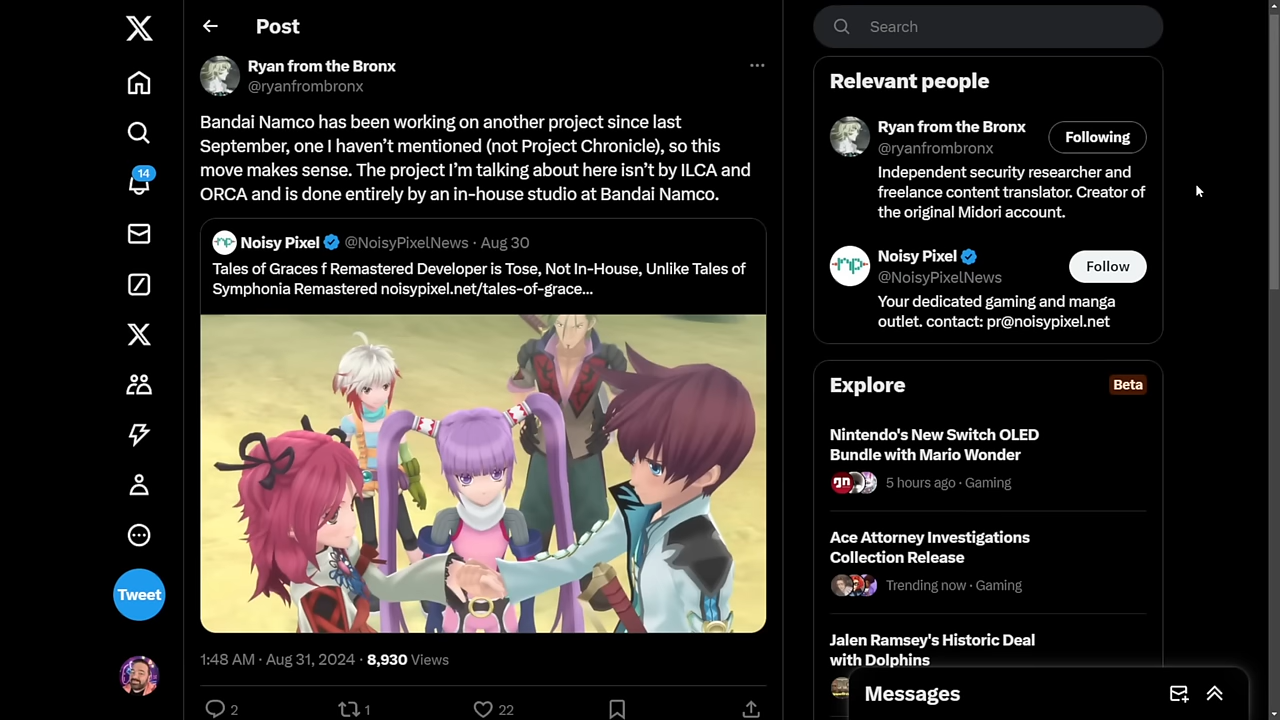 Post
Ryan from the Bronx
@ryanfrombronx
Bandai Namco has been working on another project since last
September, one I haven’t mentioned (not Project Chronicle), so this
move makes sense. The project I’m talking about here isn’t by ILCA and
ORCA and is done entirely by an in-house studio at Bandai Namco.
Noisy Pixel @NoisyPixelNews · Aug 30
Tales of Graces f Remastered Developer is Tose, Not In-House, Unlike Tales of
Symphonia Remastered noisypixel.net/tales-of-grace…
1:48 AM · Aug 31, 2024 · 8,930 Views
2 1 22
14
Tweet
Search
Relevant people
Ryan from the Bronx
@ryanfrombronx
Following
Independent security researcher and
freelance content translator. Creator of
the original Midori account.
Noisy Pixel
@NoisyPixelNews
Follow
Your dedicated gaming and manga
outlet. contact: pr@noisypixel.net
Explore
Beta
Nintendo's New Switch OLED
Bundle with Mario Wonder
gn
5 hours ago · Gaming
Ace Attorney Investigations
Collection Release
Trending now · Gaming
Jalen Ramsey's Historic Deal
with Dolphins
Messages